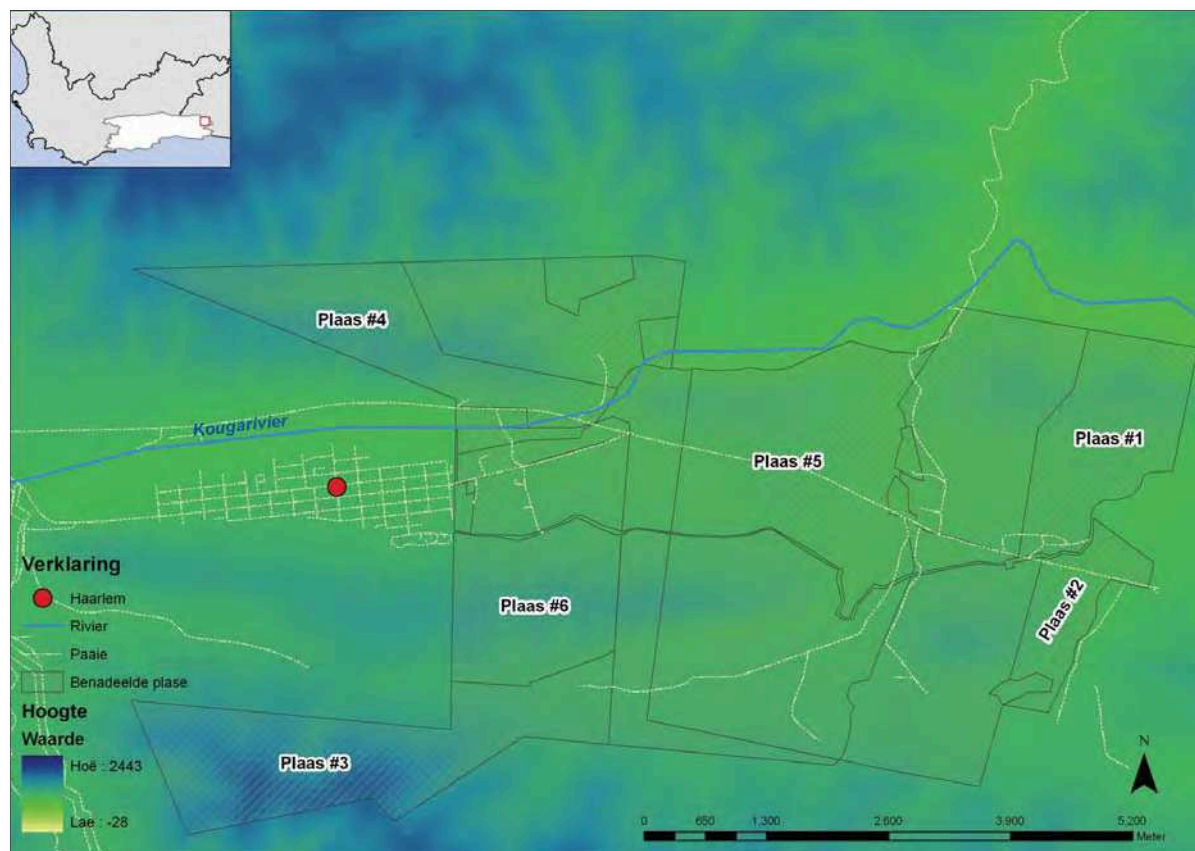 Plaas #4
Kougarivier
Plaas #1
Plaas #5
Plaas #6
Plaas #2
Plaas #3
Verklaring
Haarlem
Rivier
Paaie
Benadeelde plase
Hoogte
Waarde
Hoë : 2443
Lae : -28
N
0 650 1,300 2,600 3,900 5,200
Meter